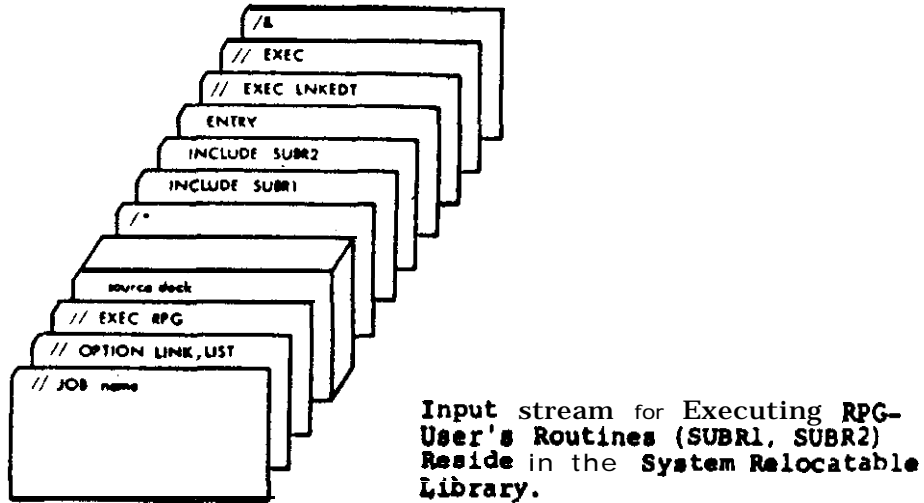 /&
// EXEC
// EXEC LNKEDT
ENTRY
INCLUDE SUBR2
INCLUDE SUBR1
/*
source deck
// EXEC RPG
// OPTION LINK,LIST
// JOB name
Input stream for Executing RPG-
User's Routines (SUBR1, SUBR2)
Reside in the System Relocatable
Library.